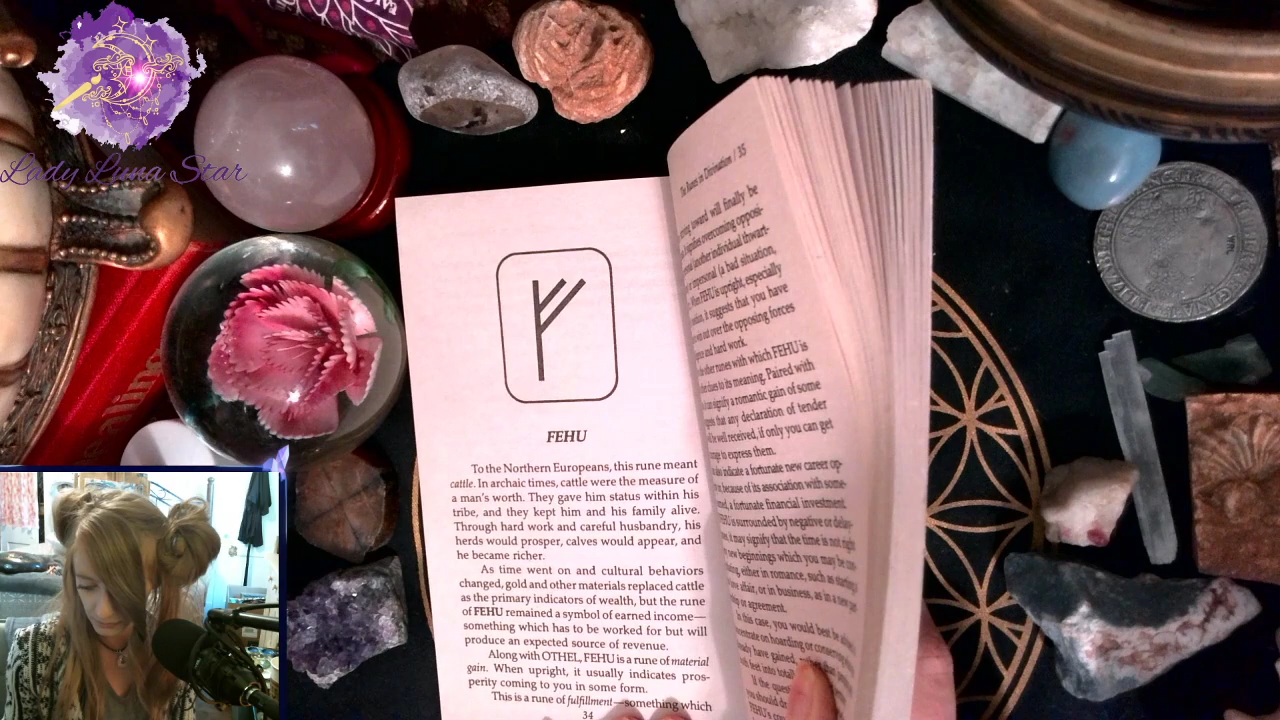 Lady Luna Star
FEHU
To the Northern Europeans, this rune meant
cattle. In archaic times, cattle were the measure of
a man's worth. They gave him status within his
tribe, and they kept him and his family alive.
Through hard work and careful husbandry, his
herds would prosper, calves would appear, and
he became richer.
As time went on and cultural behaviors
changed, gold and other materials replaced cattle
as the primary indicators of wealth, but the rune
of FEHU remained a symbol of earned income—
something which has to be worked for but will
produce an expected source of revenue.
Along with OTHEL, FEHU is a rune of material
gain. When upright, it usually indicates pros-
perity coming to you in some form.
This is a rune of fulfillment—something which
34
The Runes in Divination / 35
toward will finally be
signifies overcoming opposi-
another individual thwart-
or impersonal (a bad situation,
When FEHU is upright, especially
it suggests that you have
out over the opposing forces
and hard work.
other runes with which FEHU is
clues to its meaning. Paired with
can signify a romantic gain of some
that any declaration of tender
be well received, if only you can get
to express them.
indicate a fortunate new career op-
because of its association with some-
a fortunate financial investment.
FEHU is surrounded by negative or delay-
it may signify that the time is not right
new beginnings which you may be con-
either in romance, such as starting
affair, or in business, as in a new
or agreement.
In this case, you would best be
concentrate on hoarding or conserving
already have gained,